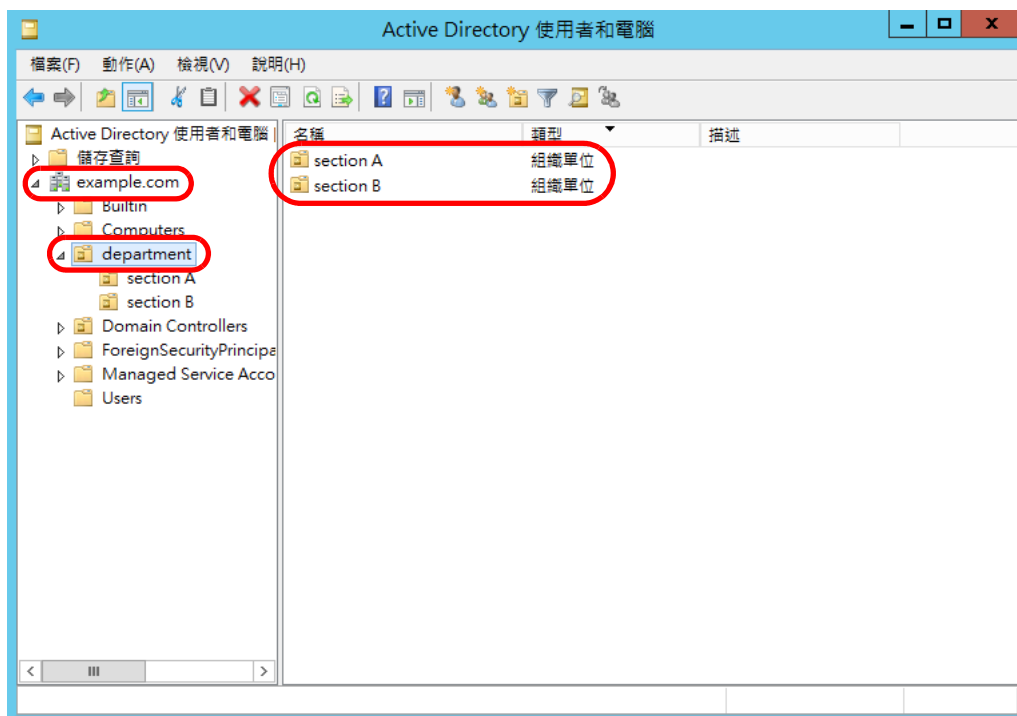 Active Directory 使用者和電腦
檔案(F) 動作(A) 檢視(V) 說明(H)
Active Directory 使用者和電腦 [
儲存查詢
example.com
Builtin
Computers
department
section A
section B
Domain Controllers
ForeignSecurityPrincipa
Managed Service Acco
Users
名稱 類型 描述
section A 組織單位
section B 組織單位